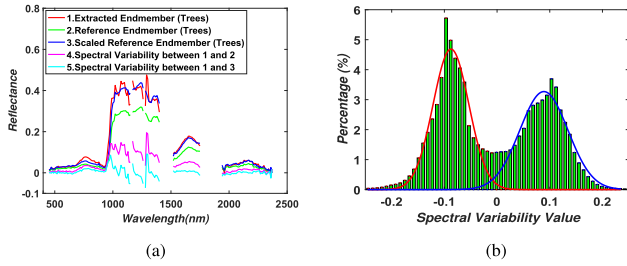 1.Extracted Endmember (Trees)
2.Reference Endmember (Trees)
3.Scaled Reference Endmember (Trees)
4.Spectral Variability between 1 and 2
5.Spectral Variability between 1 and 3
Reflectance
0.8
0.6
0.4
0.2
0
-0.1
500 1000 1500 2000 2500
Wavelength(nm)
(a)
Percentage (%)
6
5
4
3
2
1
0
-0.2 -0.1 0 0.1 0.2
Spectral Variability Value
(b)